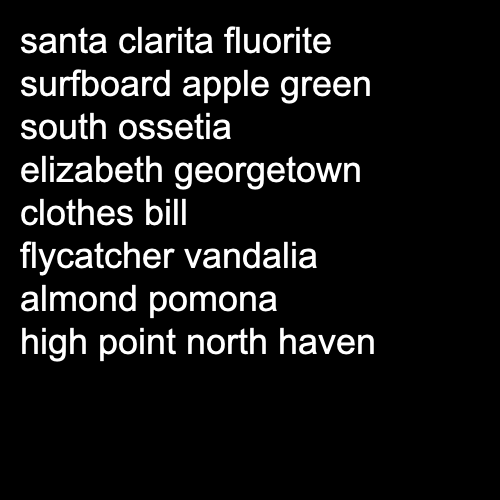 santa clarita fluorite
surfboard apple green
south ossetia
elizabeth georgetown
clothes bill
flycatcher vandalia
almond pomona
high point north haven